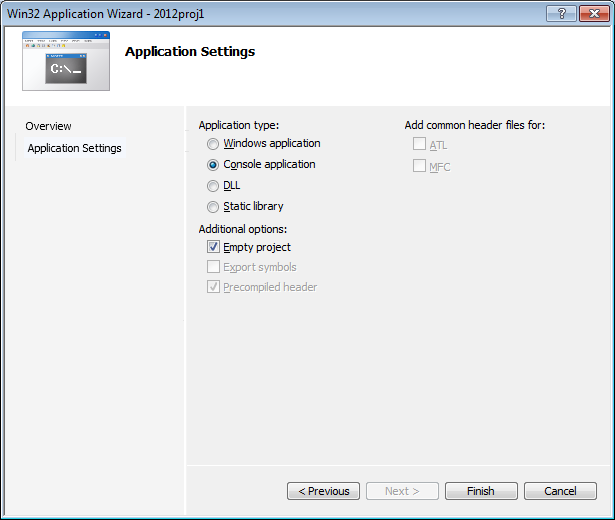 Win32 Application Wizard - 2012proj1
C:\_
Application Settings
Overview
Application Settings
Application type:
Windows application
Console application
DLL
Static library
Additional options:
Empty project
Export symbols
Precompiled header
Add common header files for:
ATL
MFC
< Previous
Next >
Finish
Cancel